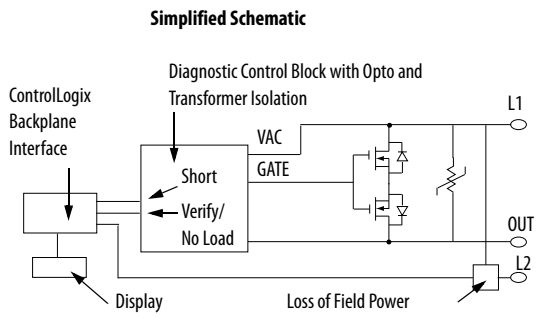 Simplified Schematic
Diagnostic Control Block with Opto and
Transformer Isolation
ControlLogix
Backplane
Interface
L1
VAC
GATE
Short
Verify/
No Load
OUT
L2
Display
Loss of Field Power